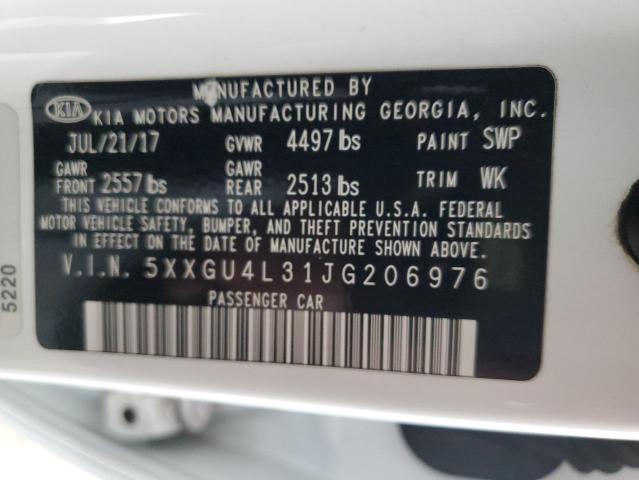 MANUFACTURED BY
KIA KIA MOTORS MANUFACTURING GEORGIA, INC.
JUL/21/17 GVWR 4497 lbs PAINT SWP
GAWR FRONT 2557 lbs GAWR REAR 2513 lbs TRIM WK
THIS VEHICLE CONFORMS TO ALL APPLICABLE U.S.A. FEDERAL
MOTOR VEHICLE SAFETY, BUMPER, AND THEFT PREVENTION STANDARDS
IN EFFECT ON THE DATE OF MANUFACTURE SHOWN ABOVE.
V.I.N. 5XXGU4L31JG206976
PASSENGER CAR
5220